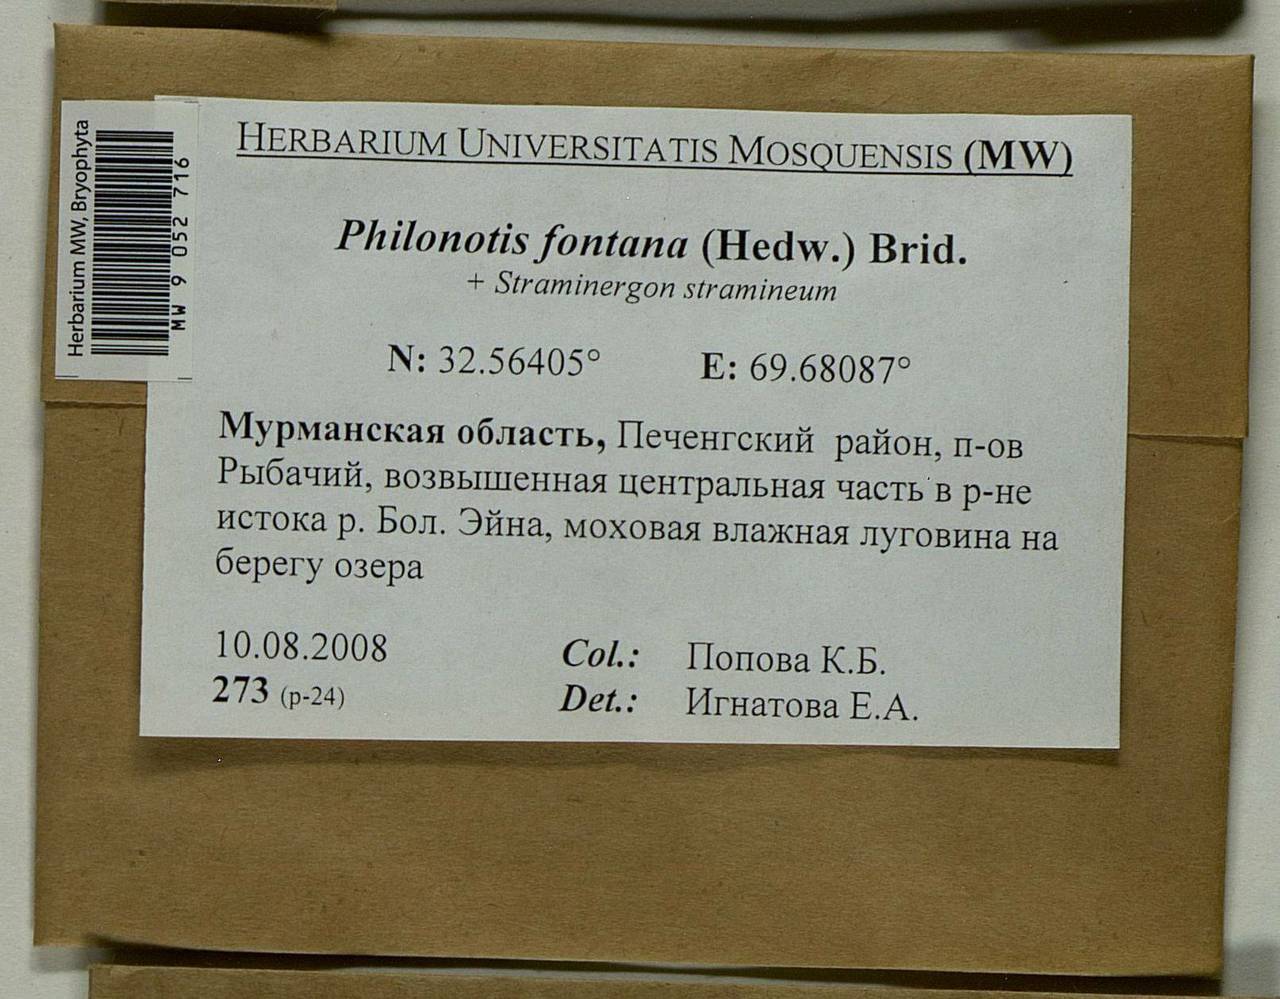 Herbarium MW, Bryophyta
MW 9 052 716
HERBARIUM UNIVERSITATIS MOSQUENSIS (MW)
Philonotis fontana (Hedw.) Brid.
+ Straminergon stramineum
N: 32.56405° E: 69.68087°
Мурманская область, Печенгский район, п-ов
Рыбачий, возвышенная центральная часть в р-не
истока р. Бол. Эйна, моховая влажная луговина на
берегу озера
10.08.2008 Col.: Попова К.Б.
273 (р-24) Det.: Игнатова Е.А.